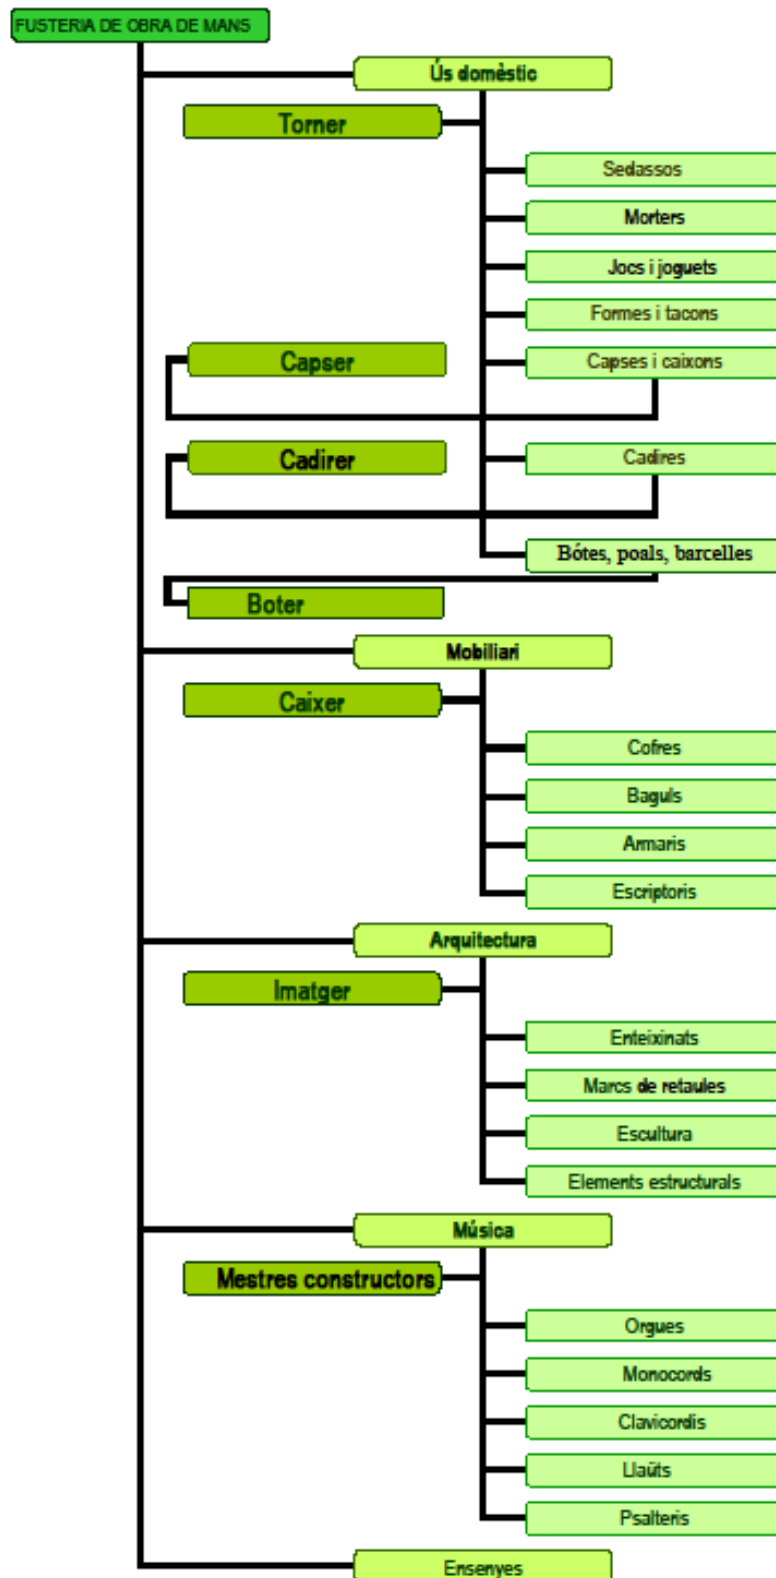 FUSTERIA DE OBRA DE MANS
Ús domèstic
Torner
Sedassos
Morters
Jocs i joguets
Formes i tacons
Capser
Capses i caixons
Cadirer
Cadires
Bótes, poals, barcelles
Boter
Mobiliari
Caixer
Cofres
Baguls
Armaris
Escriptoris
Arquitectura
Imatger
Enteixinats
Marcs de retaules
Escultura
Elements estructurals
Música
Mestres constructors
Orgues
Monocords
Clavicordis
Llaüts
Psalteris
Ensenyes